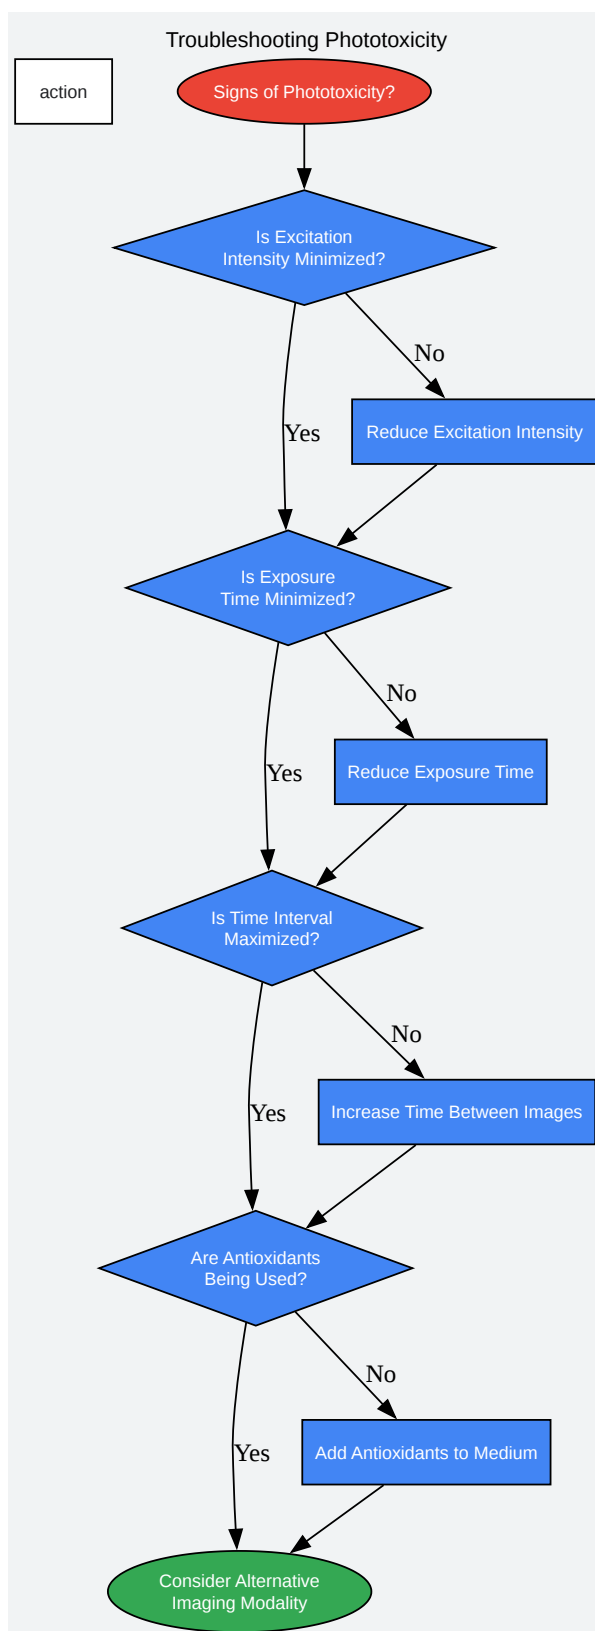 Troubleshooting Phototoxicity
action
Signs of Phototoxicity?
Is Excitation
Intensity Minimized?
No
Yes
Reduce Excitation Intensity
Is Exposure
Time Minimized?
No
Yes
Reduce Exposure Time
Is Time Interval
Maximized?
No
Yes
Increase Time Between Images
Are Antioxidants
Being Used?
No
Yes
Add Antioxidants to Medium
Consider Alternative
Imaging Modality